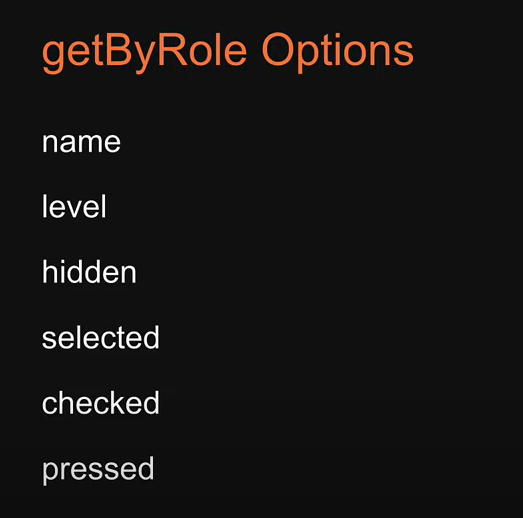 getByRole Options
name
level
hidden
selected
checked
pressed